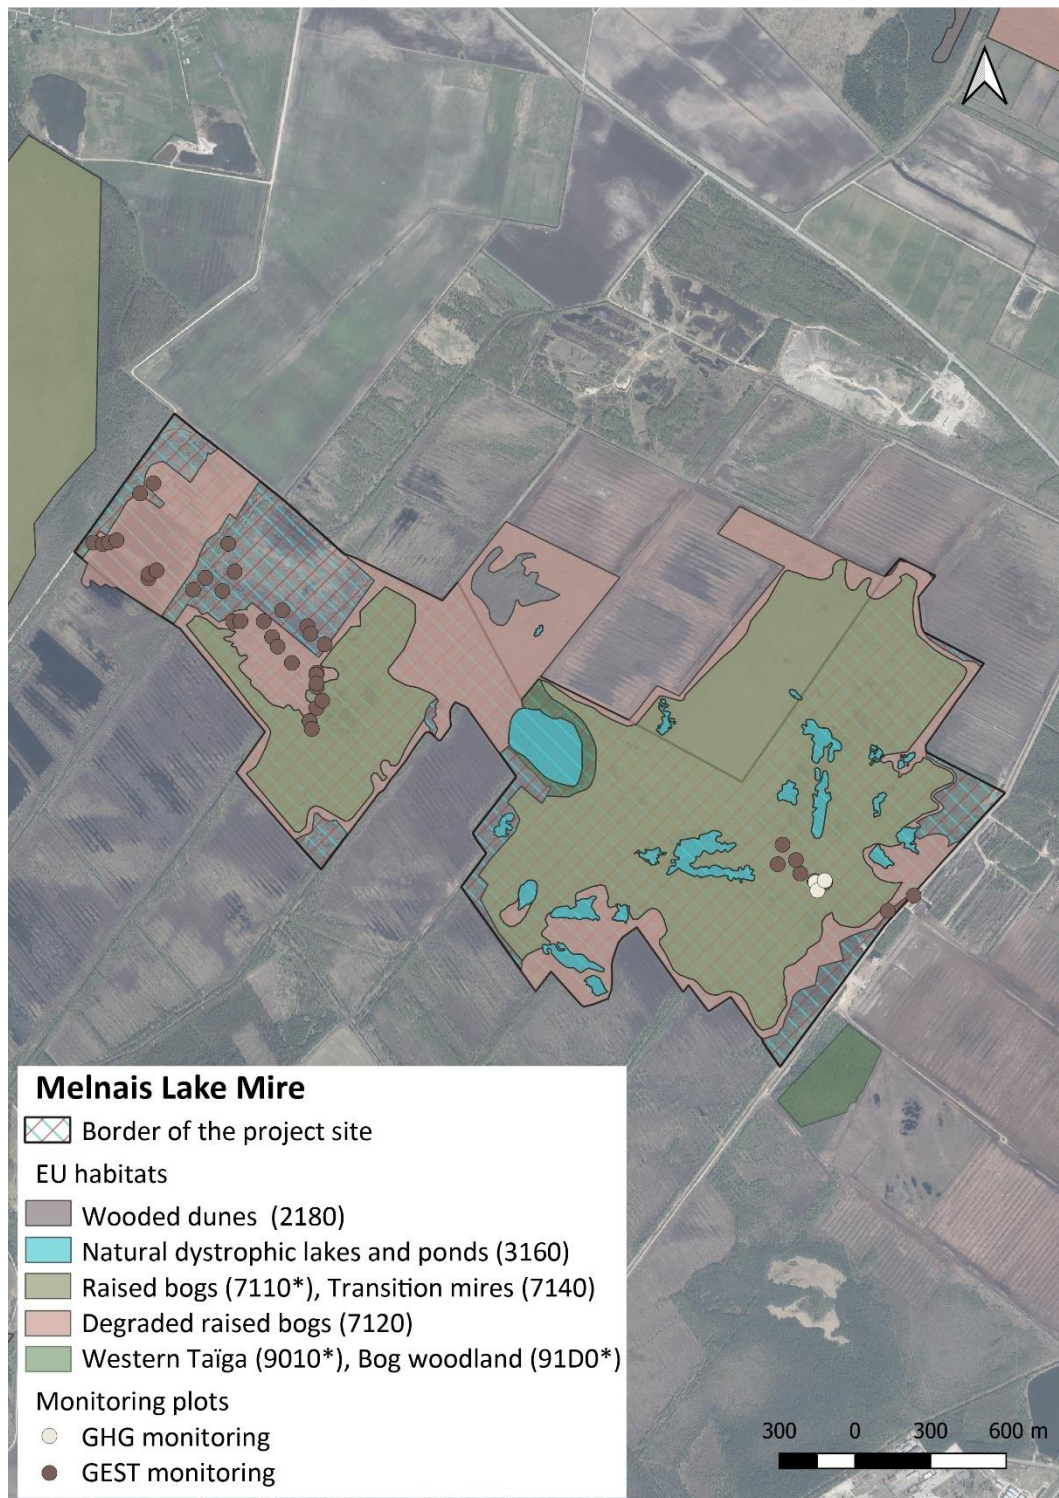 Melnais Lake Mire
Border of the project site
EU habitats
Wooded dunes (2180)
Natural dystrophic lakes and ponds (3160)
Raised bogs (7110*), Transition mires (7140)
Degraded raised bogs (7120)
Western Taïga (9010*), Bog woodland (91D0*)
Monitoring plots
GHG monitoring
GEST monitoring
300 0 300 600 m